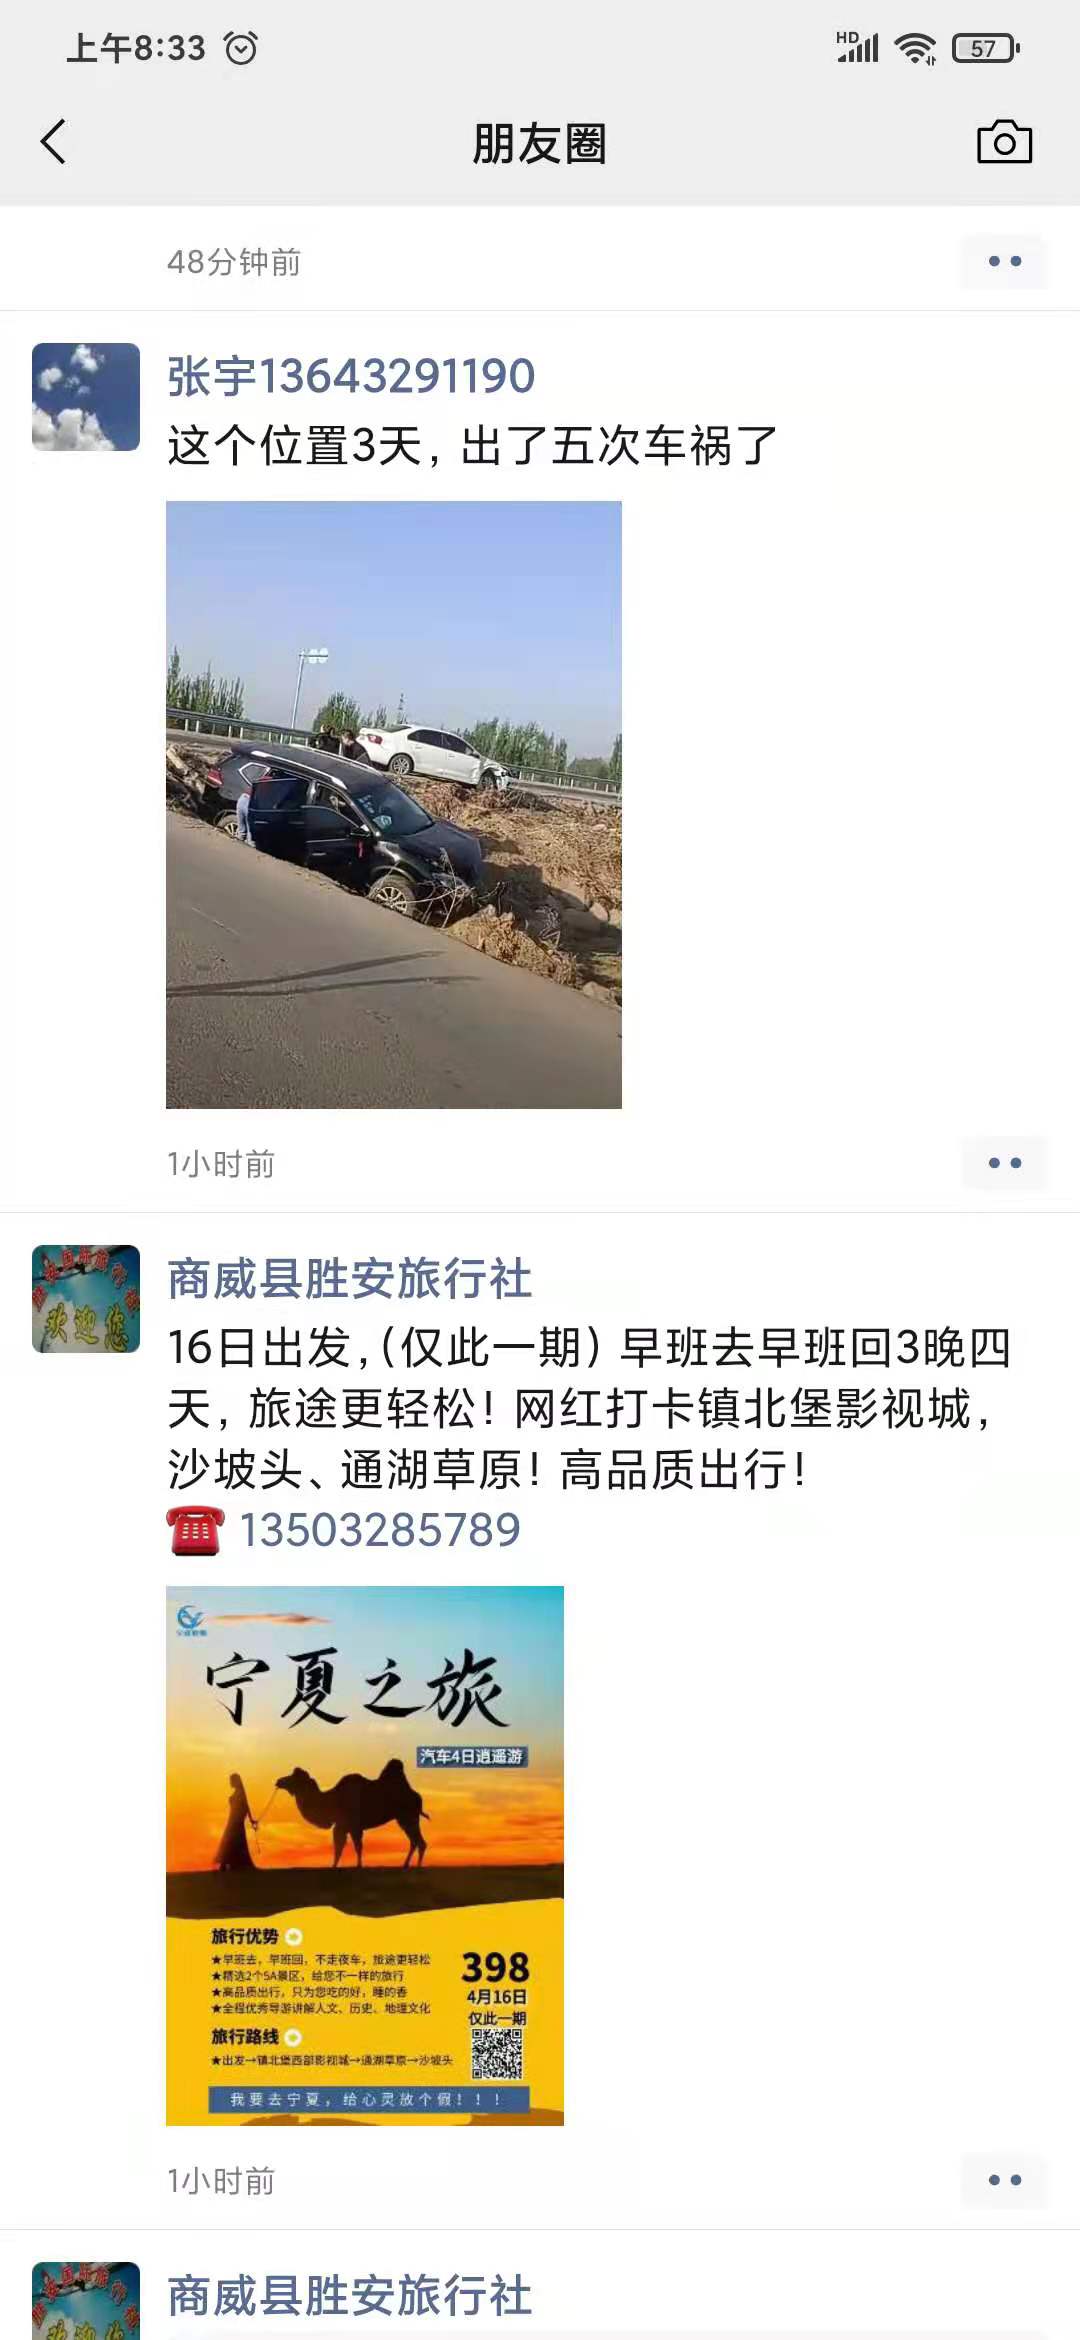 上午8:33
HD
57
朋友圈
48分钟前
张宇13643291190
这个位置3天，出了五次车祸了
1小时前
商威县胜安旅行社
16日出发，（仅此一期）早班去早班回3晚四
天，旅途更轻松！网红打卡镇北堡影视城，
沙坡头、通湖草原！高品质出行！
☎️ 13503285789
宁夏之旅
汽车4日逍遥游
旅行优势
★早班去，早班回，不走夜车，旅途更轻松
★精选2个5A景区，给您不一样的旅行
★高品质出行，只为您吃的好，睡的香
★全程优秀导游讲解人文、历史、地理文化
398
4月16日
仅此一期
旅行路线
★出发→镇北堡西部影视城→通湖草原→沙坡头
我要去宁夏，给心灵放个假！！！
1小时前
商威县胜安旅行社
欢迎您